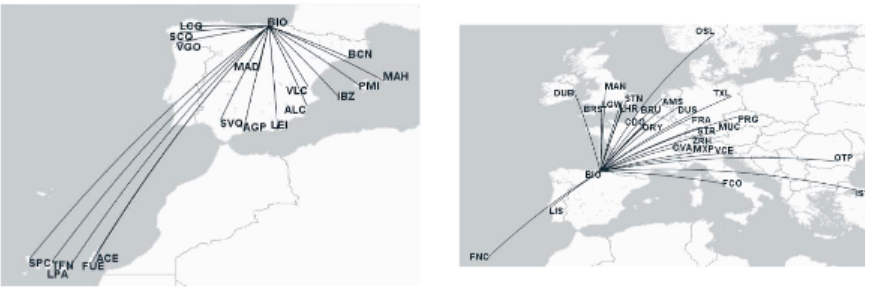 LCG
BIO
SCQ
VGO
BCN
MAD
MAH
PMI
VLC
IBZ
ALC
SVQ
AGP
LEI
SPC
TFN
LPA
FUE
ACE
OSL
DUB
MAN
TXL
STN
BRS
LGW
LHR
BRU
AMS
DUS
CDG
ORY
FRA
PRG
STR
MUC
ZRH
GVA
MXP
VCE
OTP
BIO
FCO
IS
LIS
FNC